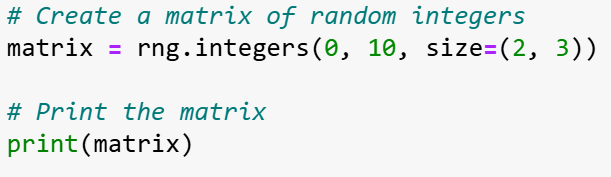 # Create a matrix of random integers
matrix = rng.integers(0, 10, size=(2, 3))
# Print the matrix
print(matrix)